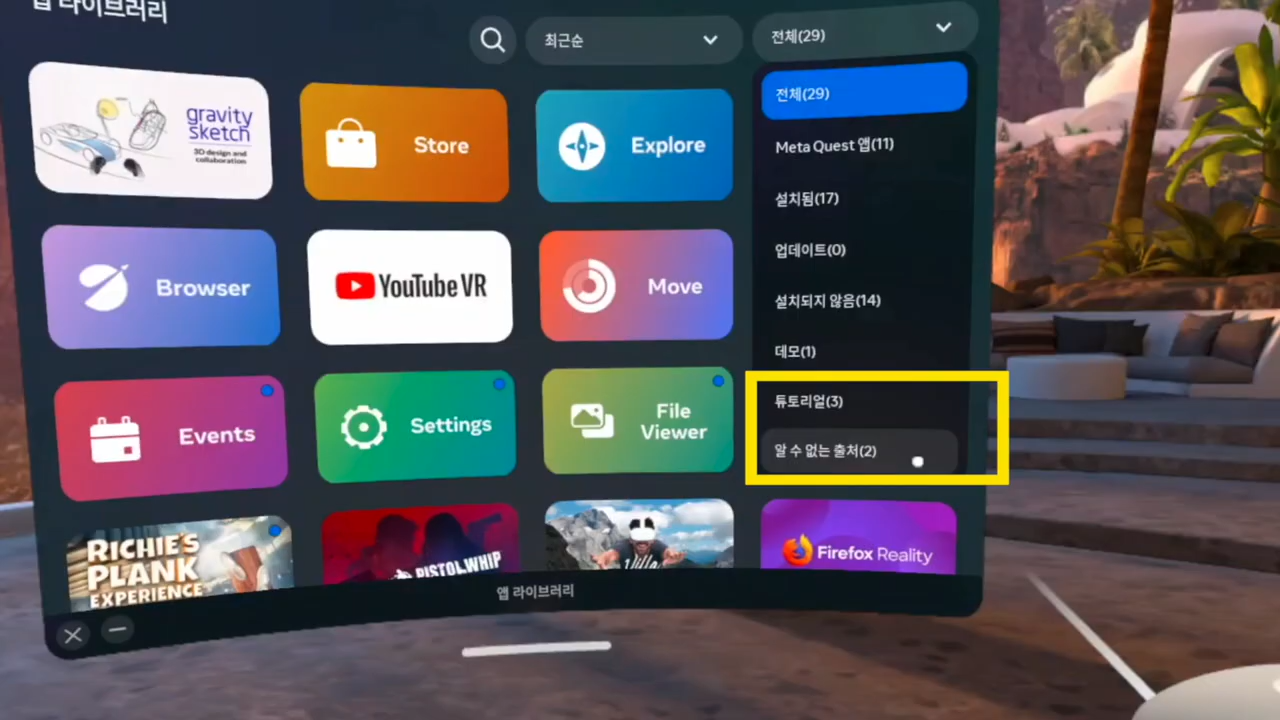 앱 라이브러리
최근순
전체(29)
gravity
sketch
3D design and
collaboration
Store
Explore
전체(29)
Meta Quest 앱(11)
설치됨(17)
업데이트(0)
설치되지 않음(14)
데모(1)
튜토리얼(3)
알 수 없는 출처(2)
Browser
YouTube VR
Move
Events
Settings
File
Viewer
RICHIE'S
PLANK
EXPERIENCE
PISTOL WHIP
Firefox Reality
앱 라이브러리